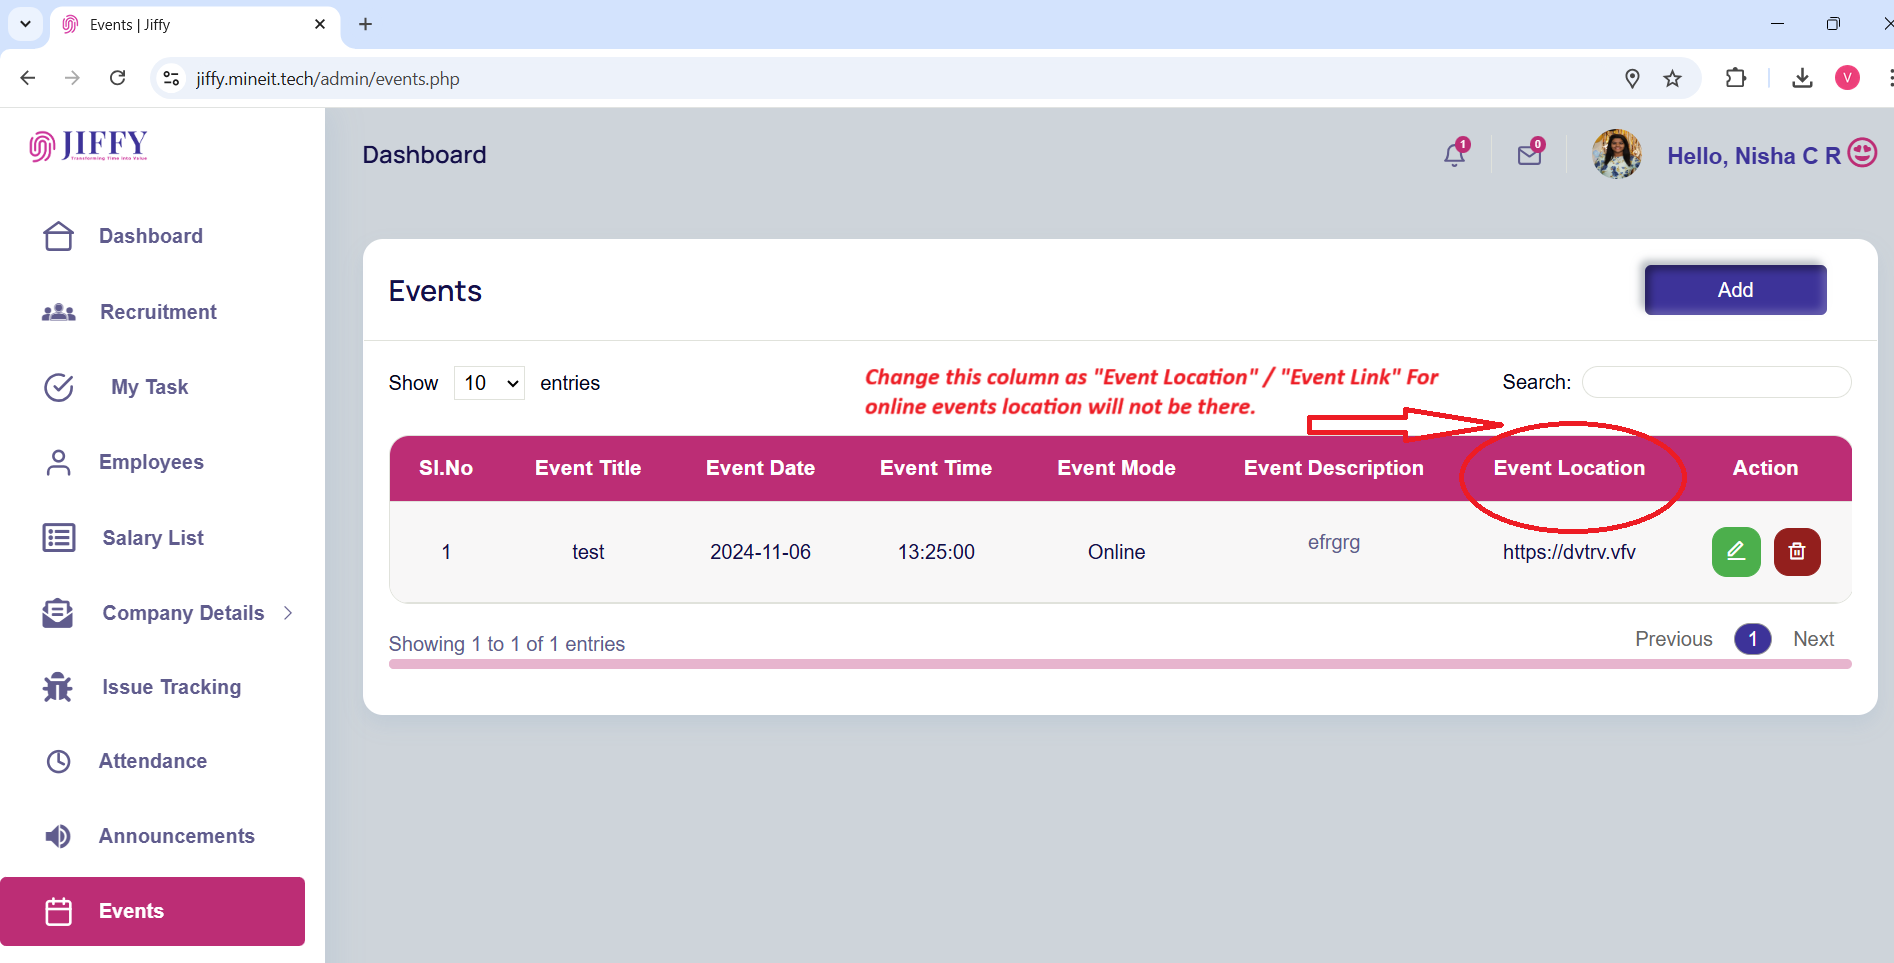 Events | Jiffy
jiffy.mineit.tech/admin/events.php
V
JIFFY
Transforming Time Into Value
Dashboard
1
0
Hello, Nisha C R
Dashboard
Recruitment
My Task
Employees
Salary List
Company Details
Issue Tracking
Attendance
Announcements
Events
Events
Add
Show 10 entries
Change this column as "Event Location" / "Event Link" For
online events location will not be there.
Search:
Sl.No Event Title Event Date Event Time Event Mode Event Description Event Location Action
1 test 2024-11-06 13:25:00 Online efrgrg https://dvtrv.vfv
Showing 1 to 1 of 1 entries
Previous 1 Next